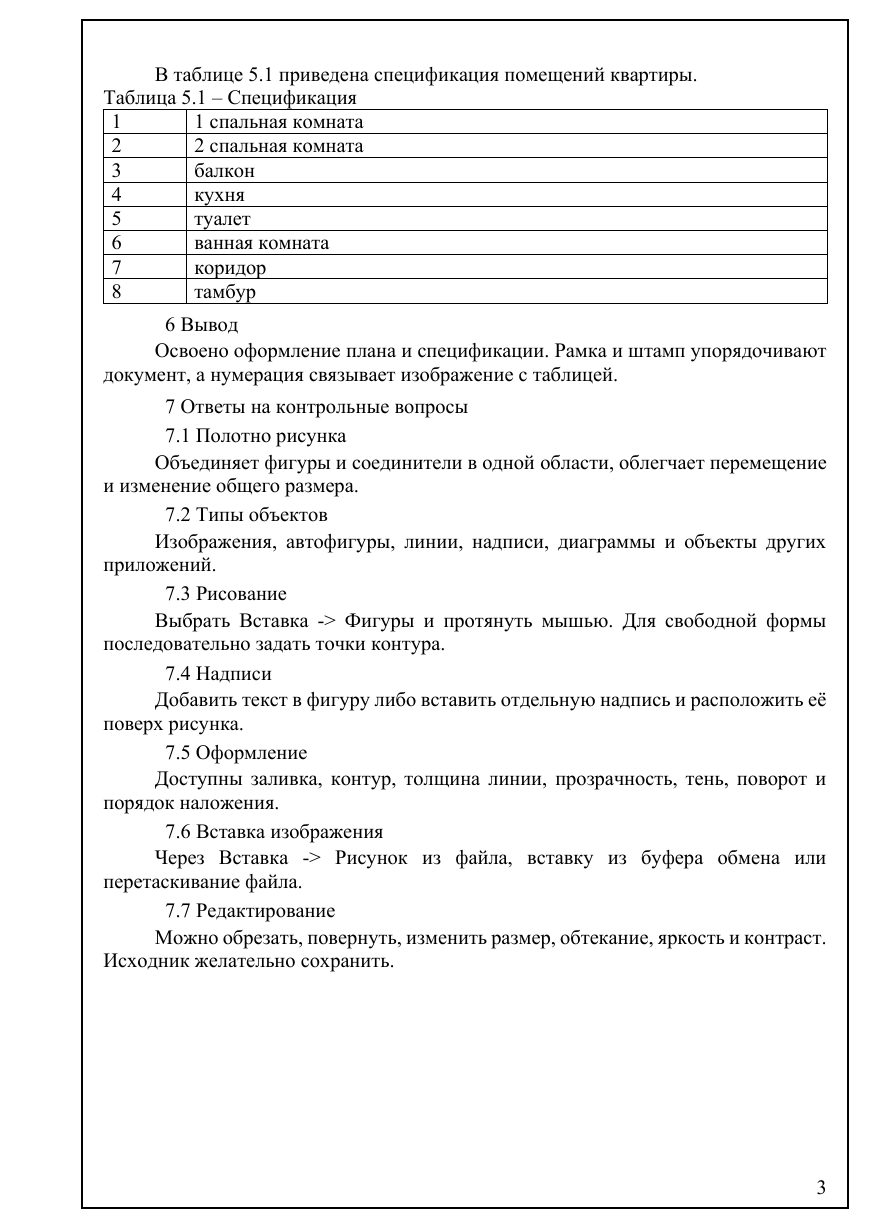 В таблице 5.1 приведена спецификация помещений квартиры.
Таблица 5.1 – Спецификация
1 1 спальная комната
2 2 спальная комната
3 балкон
4 кухня
5 туалет
6 ванная комната
7 коридор
8 тамбур
6 Вывод
Освоено оформление плана и спецификации. Рамка и штамп упорядочивают
документ, а нумерация связывает изображение с таблицей.
7 Ответы на контрольные вопросы
7.1 Полотно рисунка
Объединяет фигуры и соединители в одной области, облегчает перемещение
и изменение общего размера.
7.2 Типы объектов
Изображения, автофигуры, линии, надписи, диаграммы и объекты других
приложений.
7.3 Рисование
Выбрать Вставка -> Фигуры и протянуть мышью. Для свободной формы
последовательно задать точки контура.
7.4 Надписи
Добавить текст в фигуру либо вставить отдельную надпись и расположить её
поверх рисунка.
7.5 Оформление
Доступны заливка, контур, толщина линии, прозрачность, тень, поворот и
порядок наложения.
7.6 Вставка изображения
Через Вставка -> Рисунок из файла, вставку из буфера обмена или
перетаскивание файла.
7.7 Редактирование
Можно обрезать, повернуть, изменить размер, обтекание, яркость и контраст.
Исходник желательно сохранить.
3